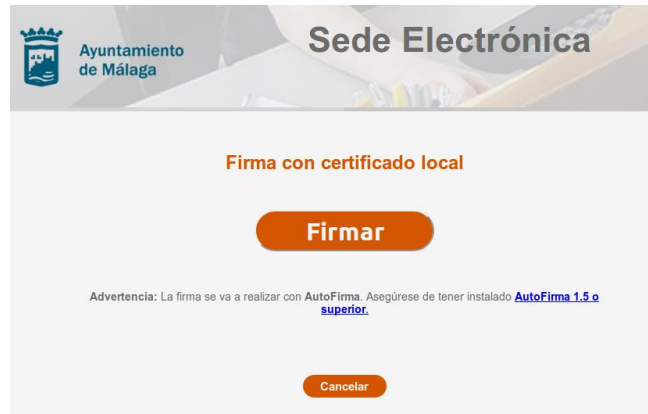 Sede Electrónica
Ayuntamiento
de Málaga
Firma con certificado local
Firmar
Advertencia: La firma se va a realizar con AutoFirma. Asegúrese de tener instalado AutoFirma 1.5 o
superior.
Cancelar